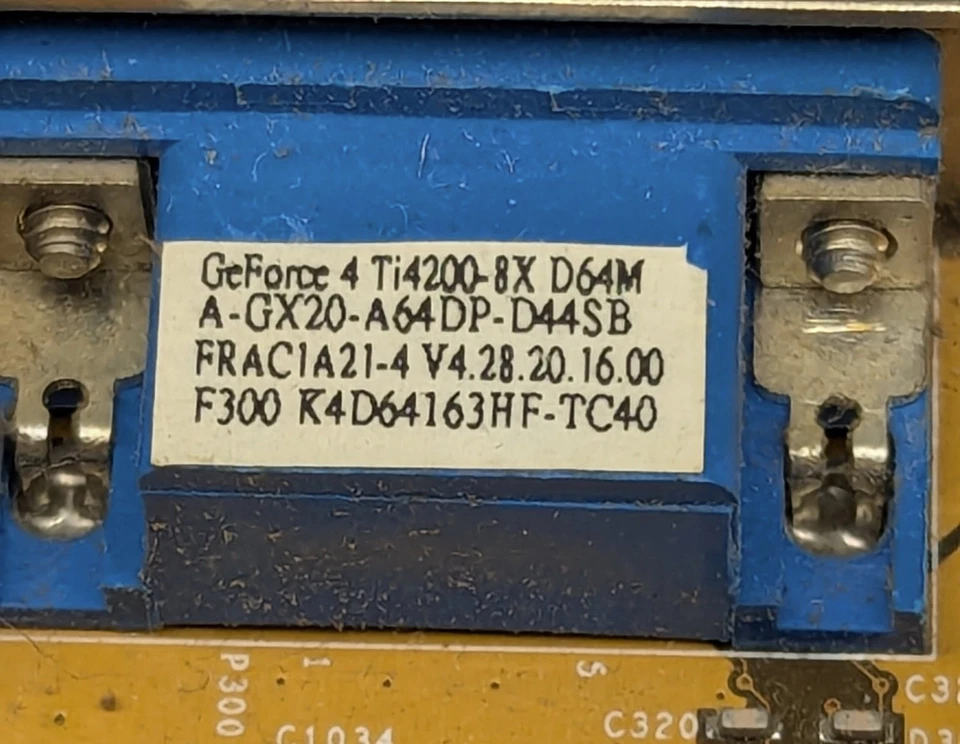 GeForce 4 Ti4200-8X D64M
A-GX20-A64DP-D44SB
FRAC1A21-4 V4.28.20.16.00
F300 K4D64163HF-TC40
P300
1
S
C320
C1034